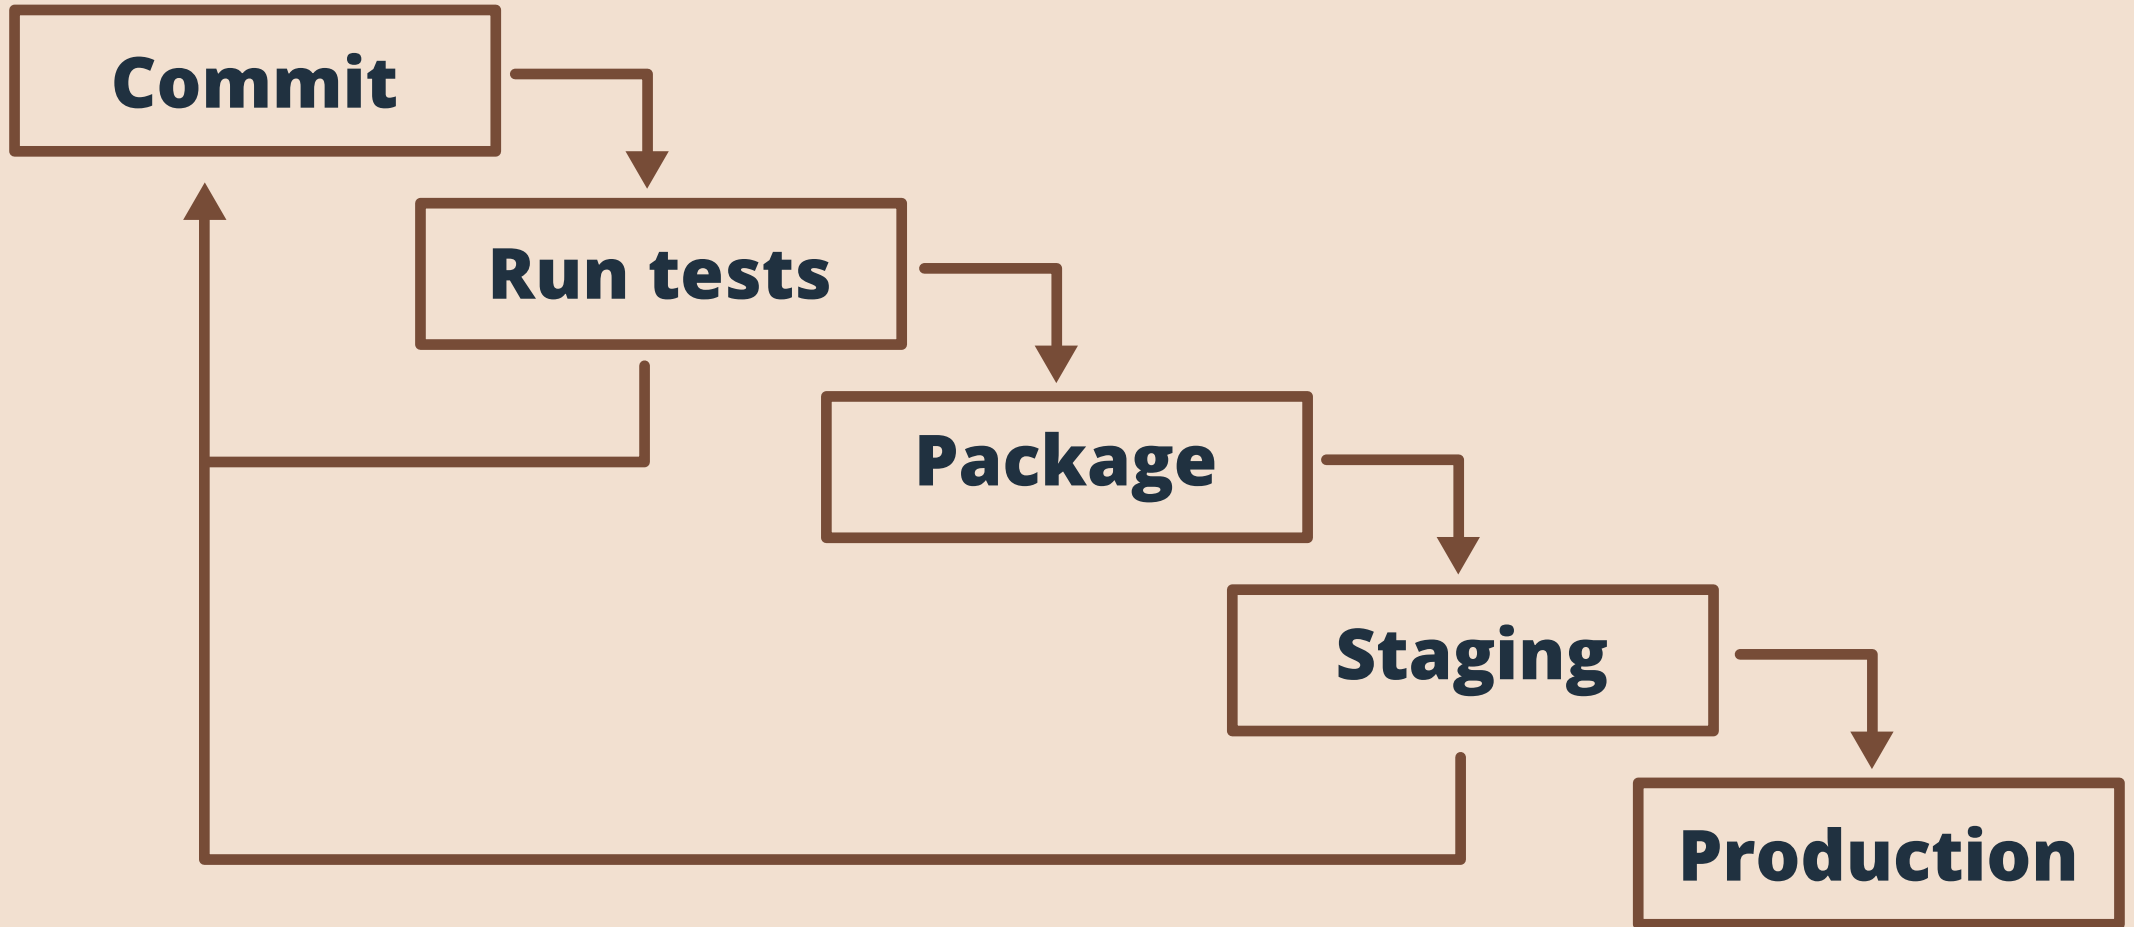 Commit
Run tests
Package
Staging
Production